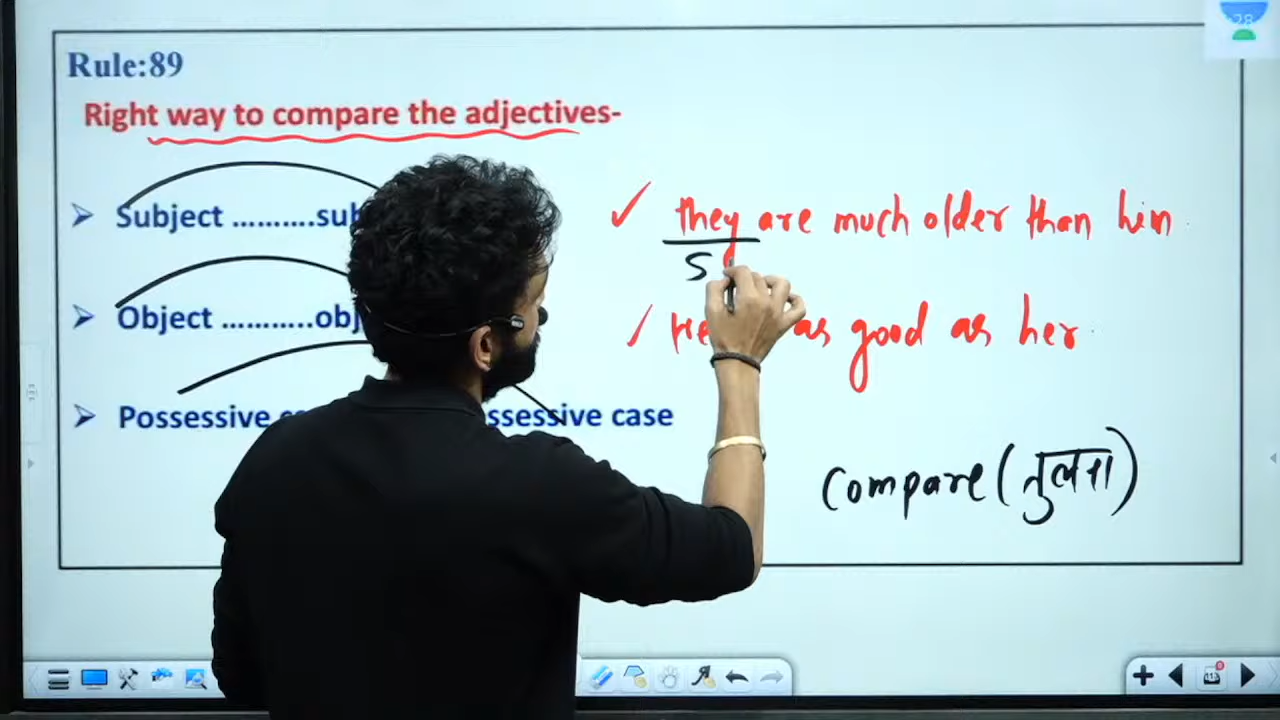 Rule:89
Right way to compare the adjectives-
➤ Subject ..........sub
they are much older than him
S
➤ Object ...........obj
He as good as her
➤ Possessive ssessive case
compare (तुलना)